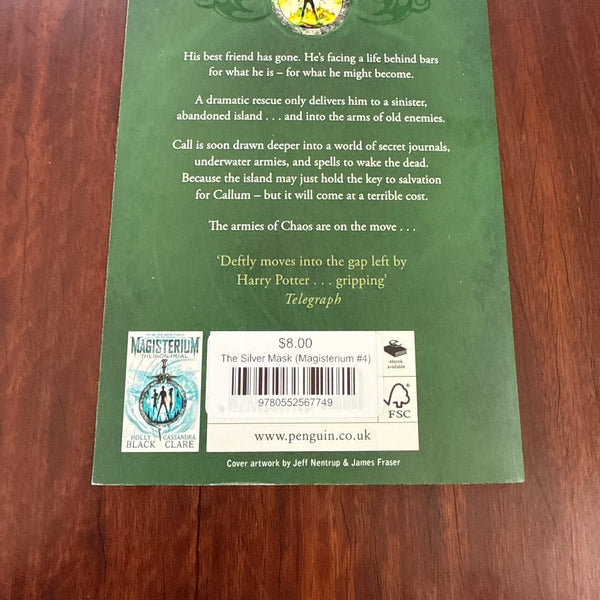 His best friend has gone. He's facing a life behind bars
for what he is – for what he might become.
A dramatic rescue only delivers him to a sinister,
abandoned island . . . and into the arms of old enemies.
Call is soon drawn deeper into a world of secret journals,
underwater armies, and spells to wake the dead.
Because the island may just hold the key to salvation
for Callum – but it will come at a terrible cost.
The armies of Chaos are on the move . . .
'Deftly moves into the gap left by
Harry Potter . . . gripping'
Telegraph
MAGISTERIUM
THE IRON TRIAL
HOLLY CASSANDRA
BLACK CLARE
$8.00
The Silver Mask (Magisterium #4)
9780552567749
www.penguin.co.uk
ebook
available
FSC
Cover artwork by Jeff Nentrup & James Fraser